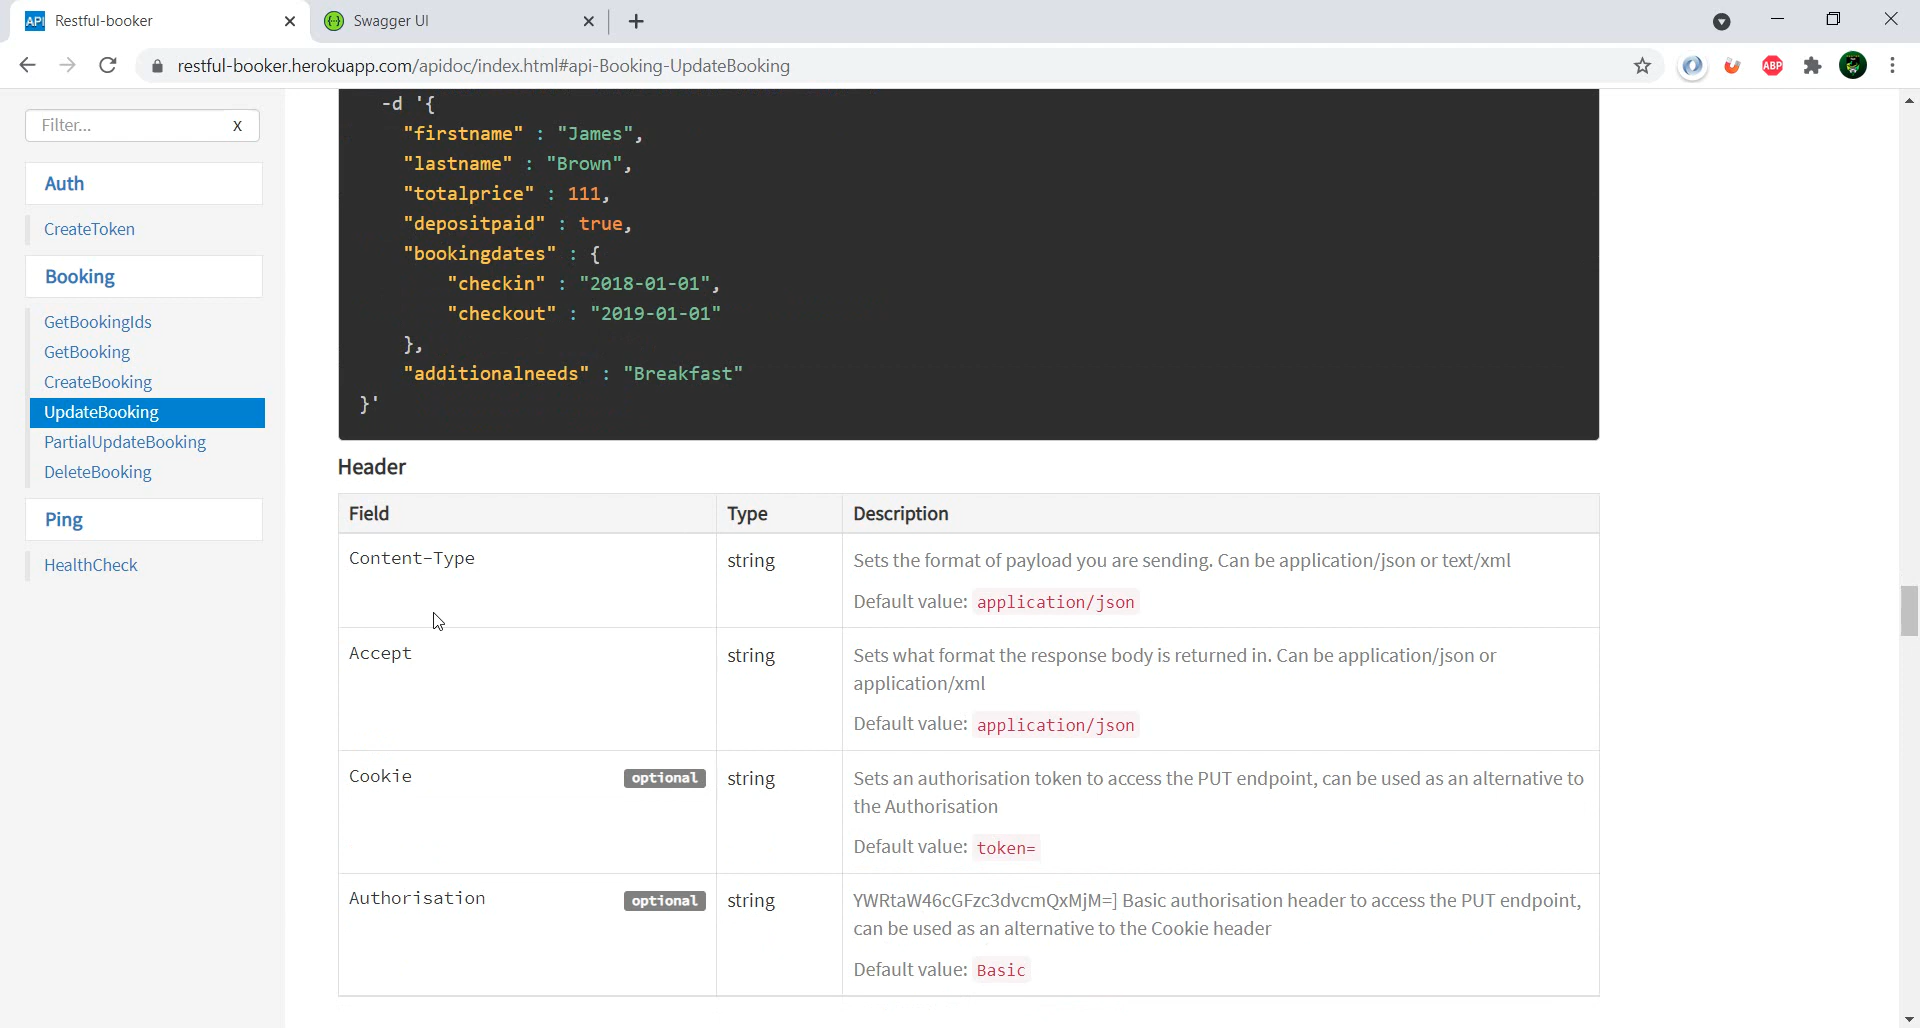 Restful-booker
Swagger UI
restful-booker.herokuapp.com/apidoc/index.html#api-Booking-UpdateBooking
ABP
API
Filter...
x
Auth
CreateToken
Booking
GetBookingIds
GetBooking
CreateBooking
UpdateBooking
PartialUpdateBooking
DeleteBooking
Ping
HealthCheck
-d '{
"firstname" : "James",
"lastname" : "Brown",
"totalprice" : 111,
"depositpaid" : true,
"bookingdates" : {
"checkin" : "2018-01-01",
"checkout" : "2019-01-01"
},
"additionalneeds" : "Breakfast"
}'
Header
Field Type Description
Content-Type string Sets the format of payload you are sending. Can be application/json or text/xml
Default value: application/json
Accept string Sets what format the response body is returned in. Can be application/json or
application/xml
Default value: application/json
Cookie optional string Sets an authorisation token to access the PUT endpoint, can be used as an alternative to
the Authorisation
Default value: token=
Authorisation optional string YWRtaW46cGFzc3dvcmQxMjM=] Basic authorisation header to access the PUT endpoint,
can be used as an alternative to the Cookie header
Default value: Basic